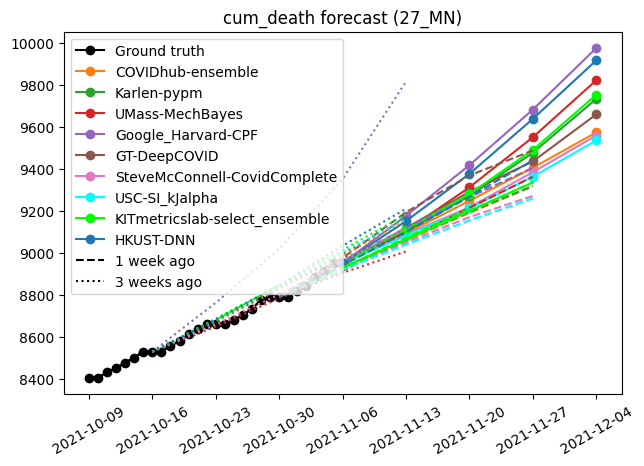 cum_death forecast (27_MN)
10000
9800
9600
9400
9200
9000
8800
8600
8400
Ground truth
COVIDhub-ensemble
Karlen-pypm
UMass-MechBayes
Google_Harvard-CPF
GT-DeepCOVID
SteveMcConnell-CovidComplete
USC-SI_kJalpha
KITmetricslab-select_ensemble
HKUST-DNN
1 week ago
3 weeks ago
2021-10-09
2021-10-16
2021-10-23
2021-10-30
2021-11-06
2021-11-13
2021-11-20
2021-11-27
2021-12-04